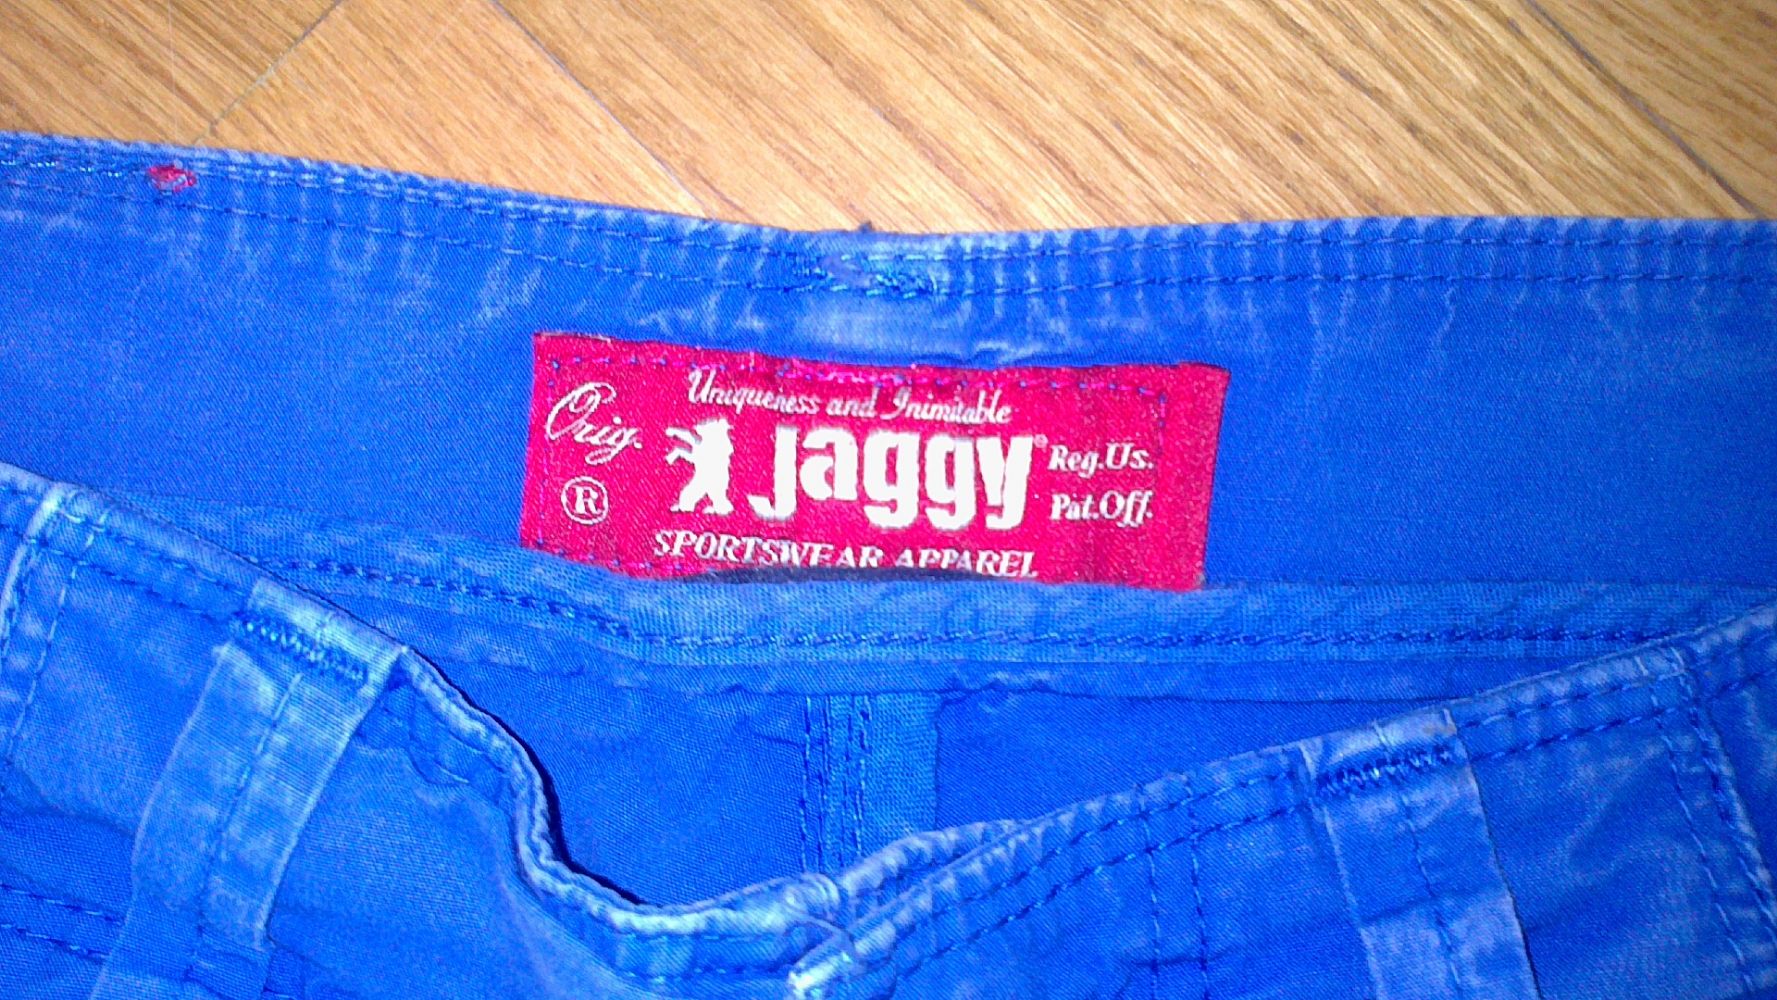 Uniqueness and Inimitable
Orig.
jaggy®
Reg.Us.
®
Pat.Off.
SPORTSWEAR APPAREL